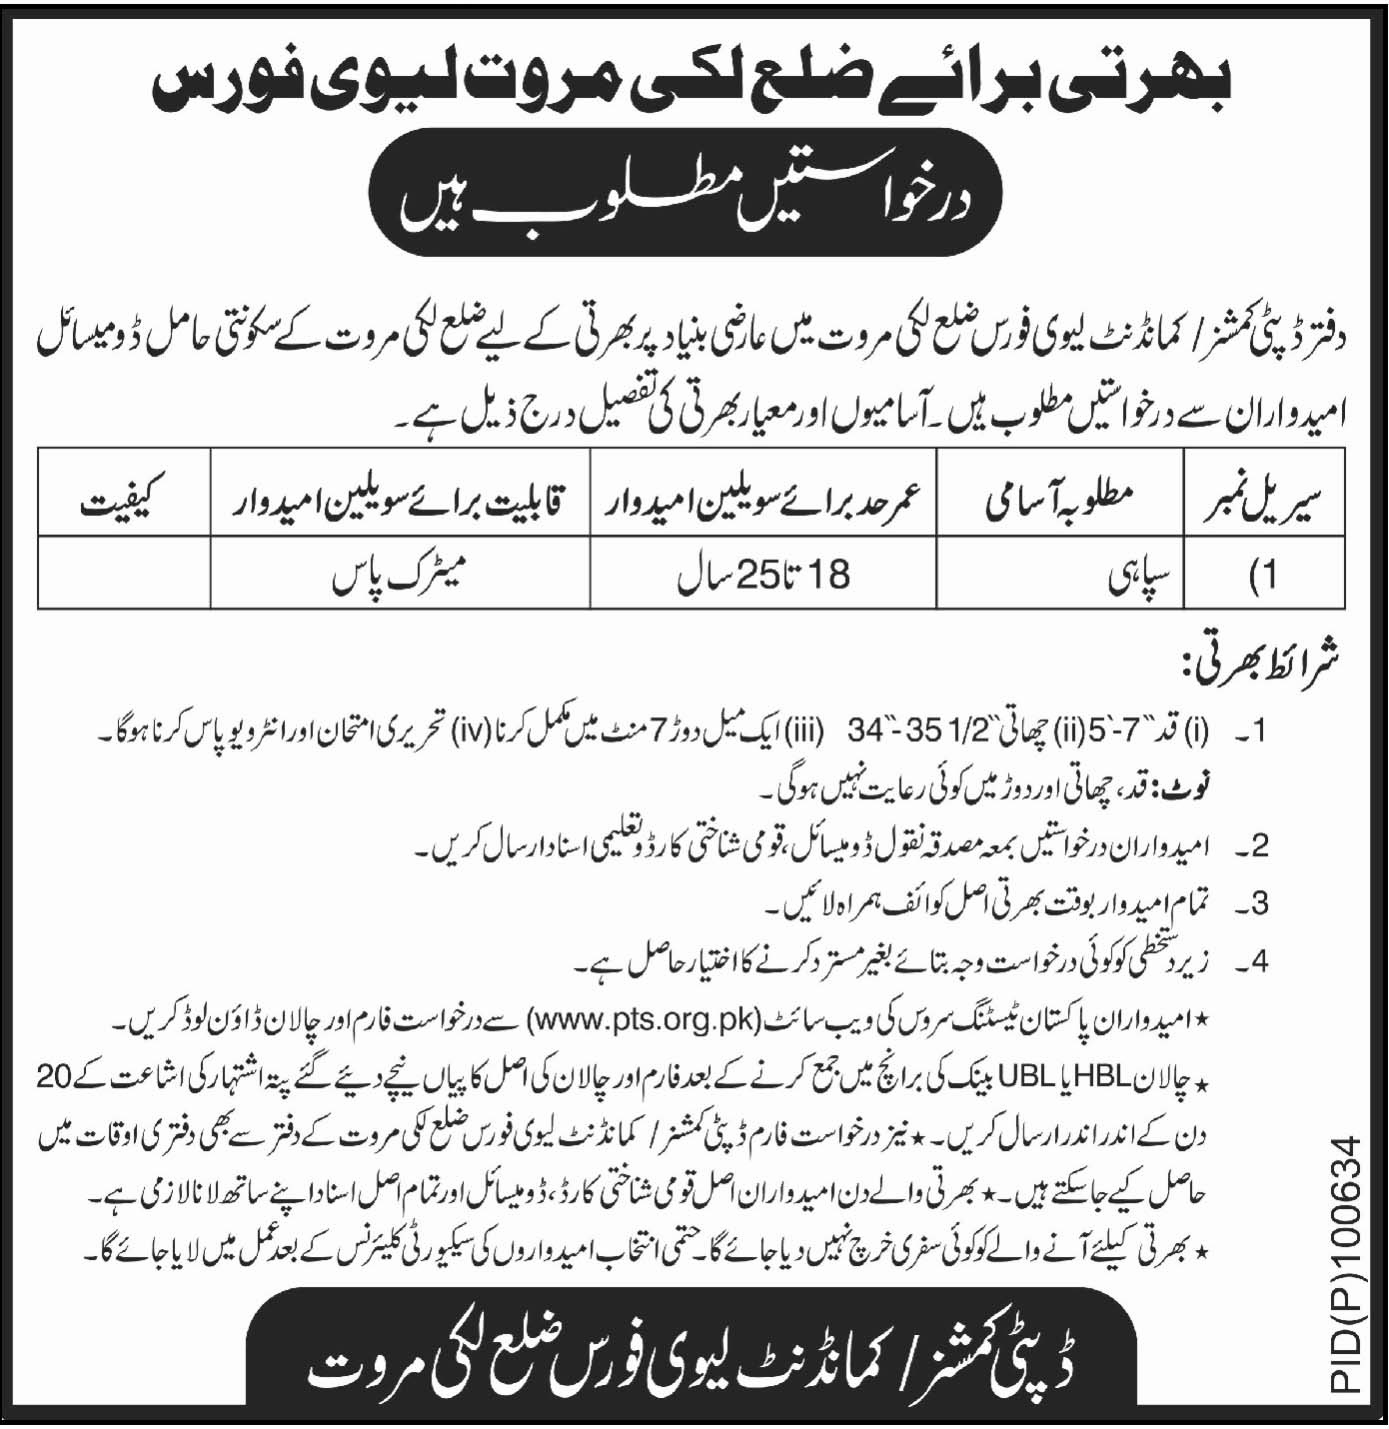 بھرتی برائے ضلع لکی مروت لیوی فورس
درخواستیں مطلوب ہیں
دفتر ڈپٹی کمشنر / کمانڈنٹ لیوی فورس ضلع لکی مروت میں عارضی بنیاد پر بھرتی کے لیے ضلع لکی مروت کے سکونتی حامل ڈومیسائل
امیدواران سے درخواستیں مطلوب ہیں۔ آسامیوں اور معیار بھرتی کی تفصیل درج ذیل ہے۔
سیریل نمبر مطلوبہ آسامی عمر حد برائے سویلین امیدوار قابلیت برائے سویلین امیدوار کیفیت
1) سپاہی 18 تا 25 سال میٹرک پاس
شرائط بھرتی:
1۔ (i) قد 5`-7`` (ii) چھاتی 34``-35 1/2`` (iii) ایک میل دوڑ 7 منٹ میں مکمل کرنا (iv) تحریری امتحان اور انٹرویو پاس کرنا ہوگا۔
نوٹ: قد، چھاتی اور دوڑ میں کوئی رعایت نہیں ہوگی۔
2۔ امیدواران درخواستیں بمعہ مصدقہ نقول ڈومیسائل، قومی شناختی کارڈ و تعلیمی اسناد ارسال کریں۔
3۔ تمام امیدوار بوقت بھرتی اصل کوائف ہمراہ لائیں۔
4۔ زیر دستخطی کو کوئی درخواست وجہ بتائے بغیر مسترد کرنے کا اختیار حاصل ہے۔
٭ امیدواران پاکستان ٹیسٹنگ سروس کی ویب سائٹ (www.pts.org.pk) سے درخواست فارم اور چالان ڈاؤن لوڈ کریں۔
٭ چالان HBL یا UBL بینک کی برانچ میں جمع کرنے کے بعد فارم اور چالان کی اصل کاپیاں نیچے دیئے گئے پتہ اشتہار کی اشاعت کے 20
دن کے اندر اندر ارسال کریں۔ ٭ نیز درخواست فارم ڈپٹی کمشنر / کمانڈنٹ لیوی فورس ضلع لکی مروت کے دفتر سے بھی دفتری اوقات میں
حاصل کیے جا سکتے ہیں۔ ٭ بھرتی والے دن امیدواران اصل قومی شناختی کارڈ، ڈومیسائل اور تمام اصل اسناد اپنے ساتھ لانا لازمی ہے۔
٭ بھرتی کیلئے آنے والے کو کوئی سفری خرچ نہیں دیا جائے گا۔ حتمی انتخاب امیدواروں کی سیکیورٹی کلیئرنس کے بعد عمل میں لایا جائے گا۔
ڈپٹی کمشنر / کمانڈنٹ لیوی فورس ضلع لکی مروت
PID(P)100634